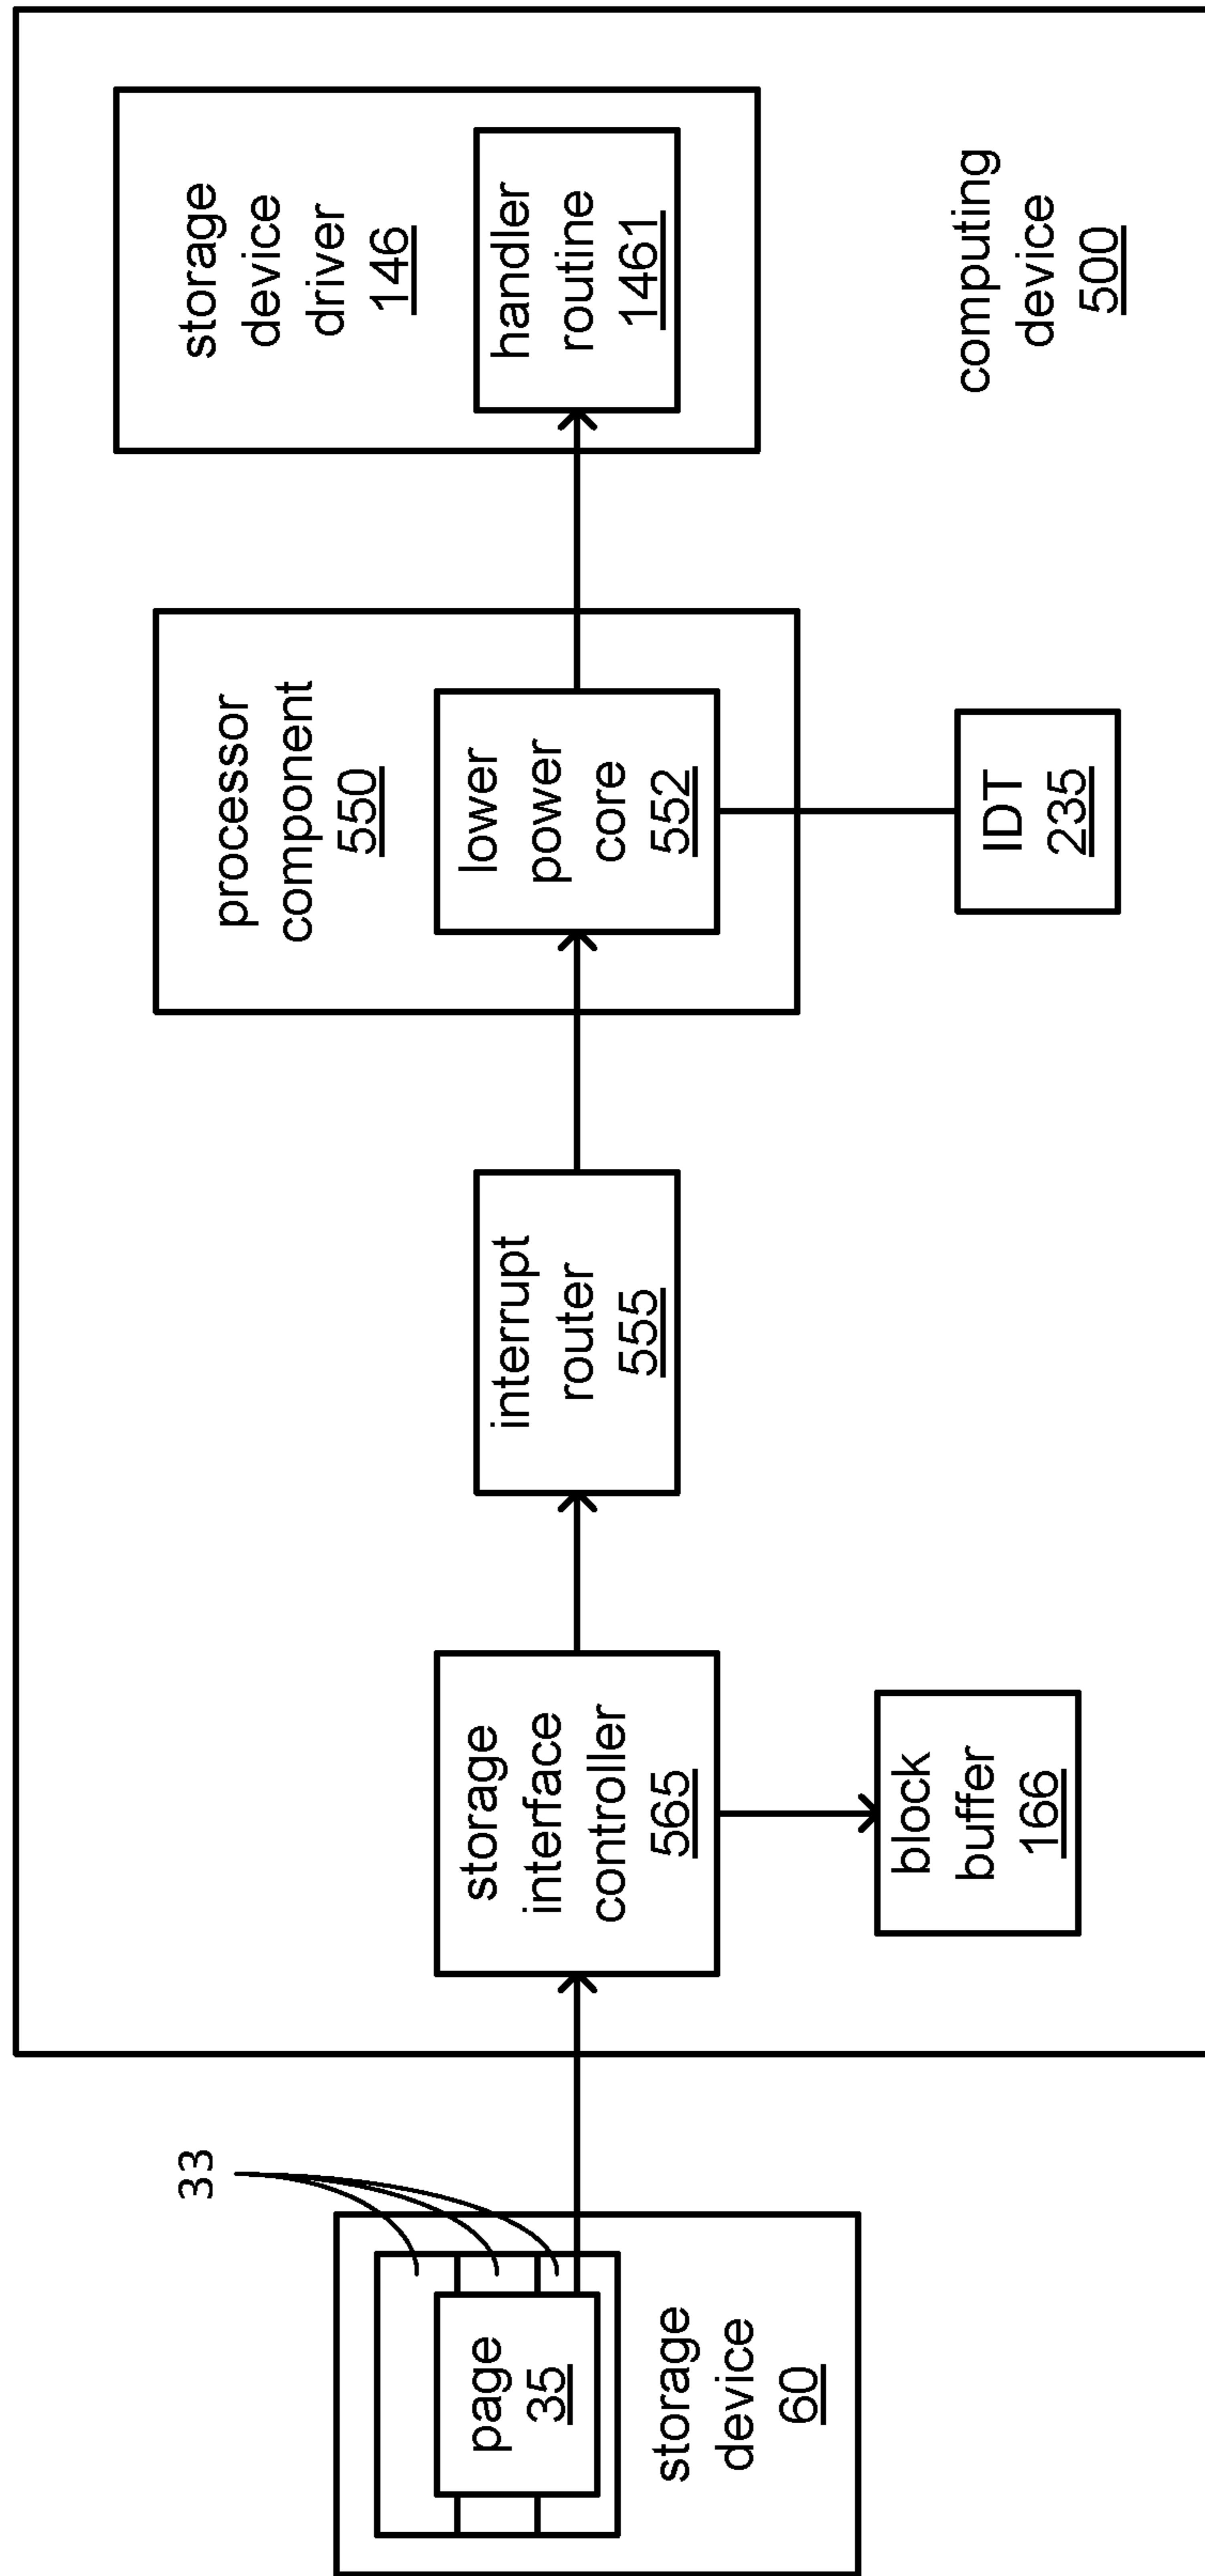 33
page
35
storage
device
60
storage
interface
controller
565
block
buffer
166
interrupt
router
555
processor
component
550
lower
power
core
552
IDT
235
storage
device
driver
146
handler
routine
1461
computing
device
500